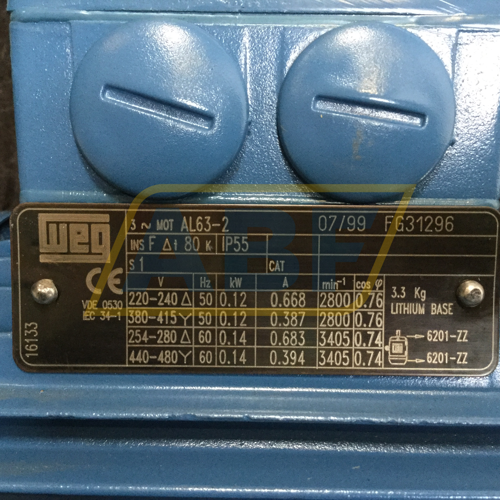 WEG
3 ~ MOT AL63-2 07/99 FG31296
INS F Δt 80 K IP55
S1 CAT
CE
VDE 0530
IEC 34-1
16133
V Hz kW A min⁻¹ cos φ
220-240 Δ 50 0.12 0.668 2800 0.76
380-415 Y 50 0.12 0.387 2800 0.76
254-280 Δ 60 0.14 0.683 3405 0.74
440-480 Y 60 0.14 0.394 3405 0.74
3.3 Kg
LITHIUM BASE
6201-ZZ
6201-ZZ
ABF